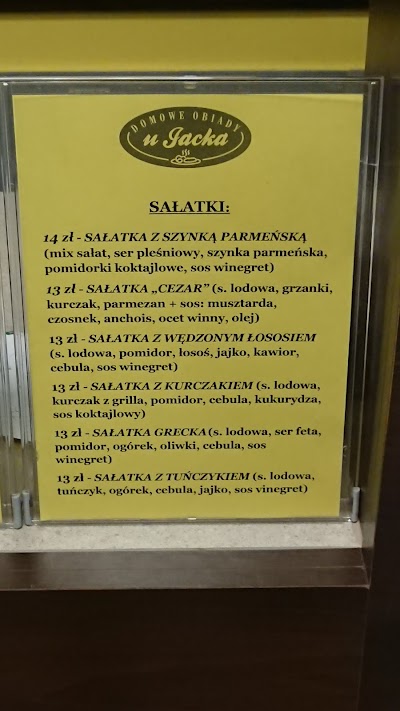 DOMOWE OBIADY
u Jacka
SAŁATKI:
14 zł - SAŁATKA Z SZYNKĄ PARMEŃSKĄ
(mix sałat, ser pleśniowy, szynka parmeńska,
pomidorki koktajlowe, sos winegret)
13 zł - SAŁATKA „CEZAR” (s. lodowa, grzanki,
kurczak, parmezan + sos: musztarda,
czosnek, anchois, ocet winny, olej)
13 zł - SAŁATKA Z WĘDZONYM ŁOSOSIEM
(s. lodowa, pomidor, łosoś, jajko, kawior,
cebula, sos winegret)
13 zł - SAŁATKA Z KURCZAKIEM (s. lodowa,
kurczak z grilla, pomidor, cebula, kukurydza,
sos koktajlowy)
13 zł - SAŁATKA GRECKA (s. lodowa, ser feta,
pomidor, ogórek, oliwki, cebula, sos
winegret)
13 zł - SAŁATKA Z TUŃCZYKIEM (s. lodowa,
tuńczyk, ogórek, cebula, jajko, sos vinegret)